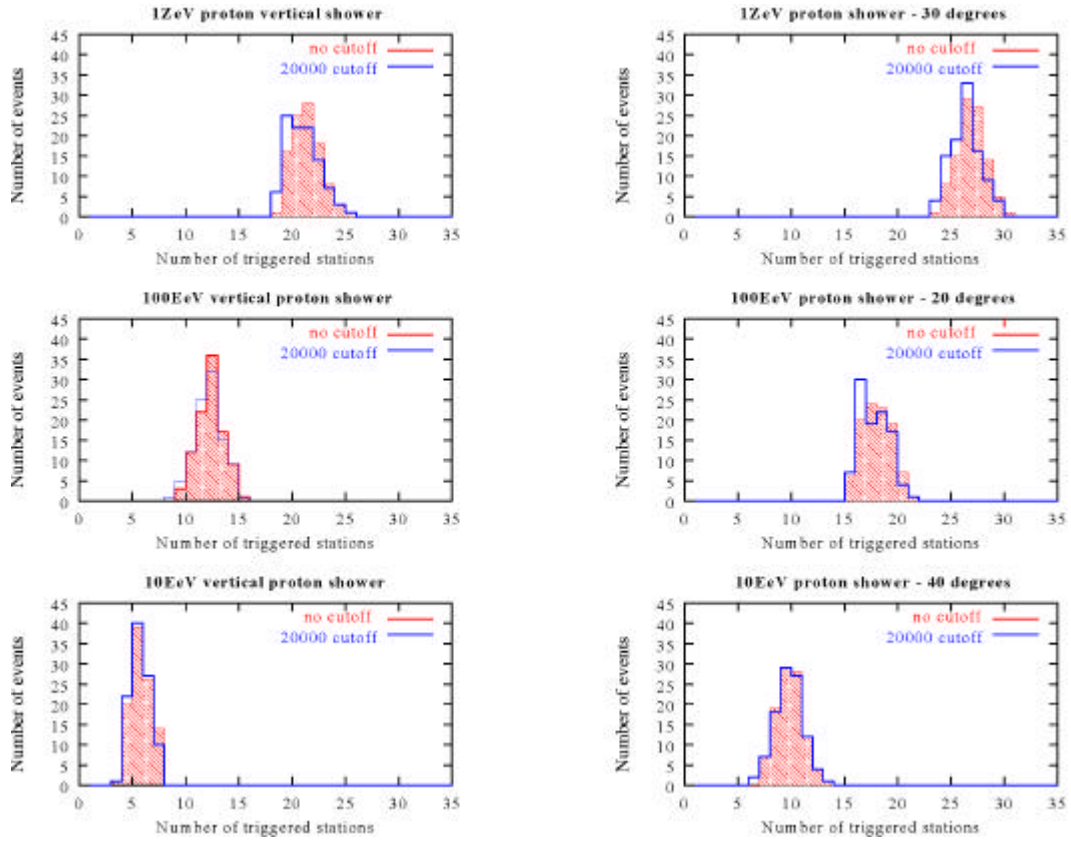 1ZeV proton vertical shower
45
40
35
30
25
20
15
10
5
0
Number of events
no cutoff
20000 cutoff
0 5 10 15 20 25 30 35
Number of triggered stations
1ZeV proton shower - 30 degrees
45
40
35
30
25
20
15
10
5
0
Number of events
no cutoff
20000 cutoff
0 5 10 15 20 25 30 35
Number of triggered stations
100EeV vertical proton shower
45
40
35
30
25
20
15
10
5
0
Number of events
no cutoff
20000 cutoff
0 5 10 15 20 25 30 35
Number of triggered stations
100EeV proton shower - 20 degrees
45
40
35
30
25
20
15
10
5
0
Number of events
no cutoff
20000 cutoff
0 5 10 15 20 25 30 35
Number of triggered stations
10EeV vertical proton shower
45
40
35
30
25
20
15
10
5
0
Number of events
no cutoff
20000 cutoff
0 5 10 15 20 25 30 35
Number of triggered stations
10EeV proton shower - 40 degrees
45
40
35
30
25
20
15
10
5
0
Number of events
no cutoff
20000 cutoff
0 5 10 15 20 25 30 35
Number of triggered stations